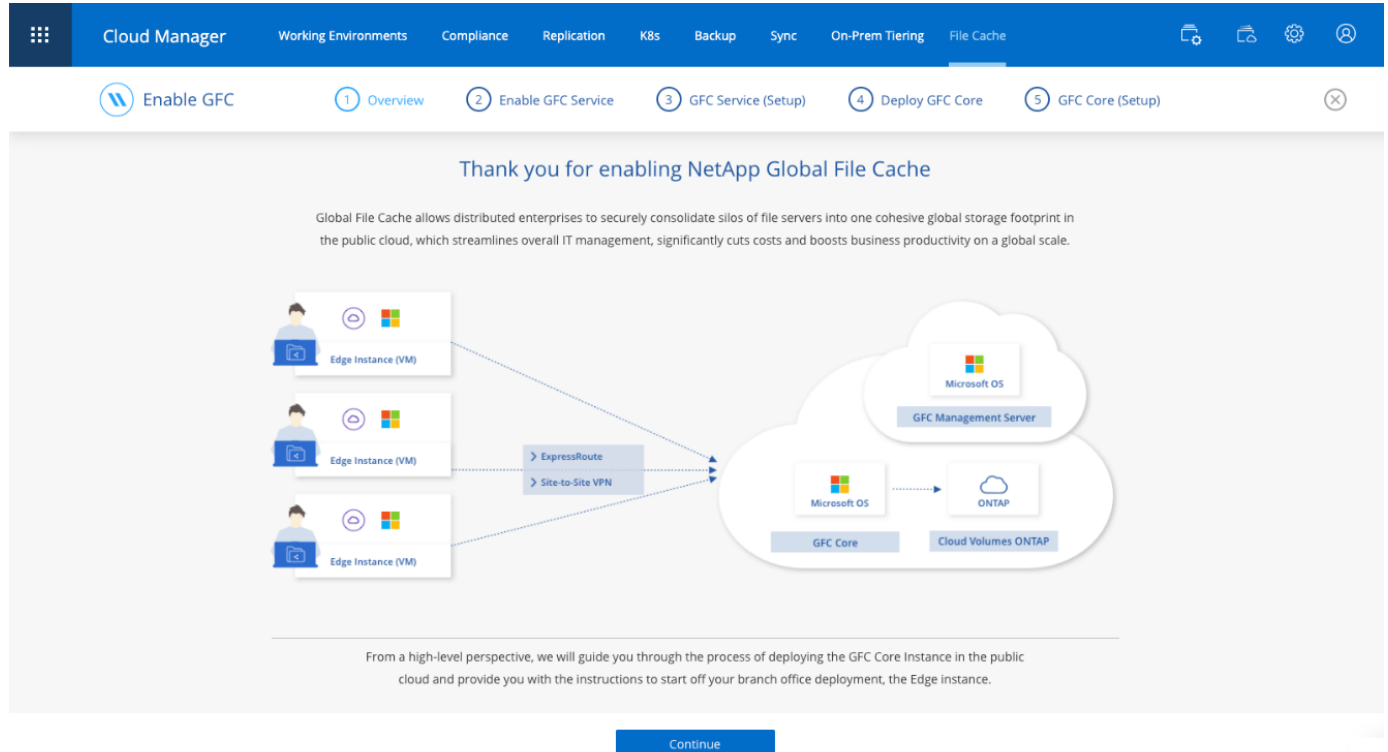 Cloud Manager
Working Environments
Compliance
Replication
K8s
Backup
Sync
On-Prem Tiering
File Cache
Enable GFC
1 Overview
2 Enable GFC Service
3 GFC Service (Setup)
4 Deploy GFC Core
5 GFC Core (Setup)
Thank you for enabling NetApp Global File Cache
Global File Cache allows distributed enterprises to securely consolidate silos of file servers into one cohesive global storage footprint in
the public cloud, which streamlines overall IT management, significantly cuts costs and boosts business productivity on a global scale.
Edge Instance (VM)
Edge Instance (VM)
Edge Instance (VM)
> ExpressRoute
> Site-to-Site VPN
Microsoft OS
GFC Management Server
Microsoft OS
GFC Core
ONTAP
Cloud Volumes ONTAP
From a high-level perspective, we will guide you through the process of deploying the GFC Core Instance in the public
cloud and provide you with the instructions to start off your branch office deployment, the Edge instance.
Continue